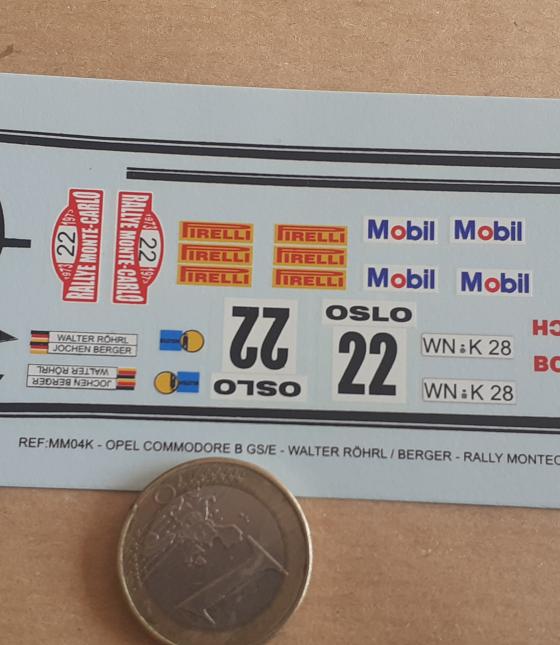 RALLYE MONTE-CARLO
22
1973
1973
RALLYE MONTE-CARLO
22
1973
1973
PIRELLI
PIRELLI
PIRELLI
PIRELLI
PIRELLI
PIRELLI
Mobil
Mobil
Mobil
Mobil
22
OSLO
OSLO
22
WN K 28
WN K 28
WALTER RÖHRL
JOCHEN BERGER
WALTER RÖHRL
JOCHEN BERGER
REF:MM04K - OPEL COMMODORE B GS/E - WALTER RÖHRL / BERGER - RALLY MONTEC